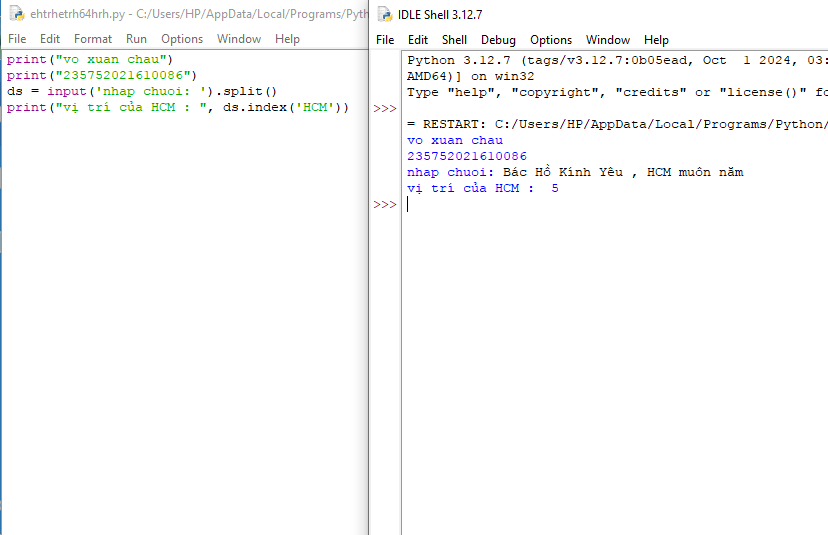 ehtrhetrh64hrh.py - C:/Users/HP/AppData/Local/Programs/Pyth
File Edit Format Run Options Window Help
print("vo xuan chau")
print("235752021610086")
ds = input('nhap chuoi: ').split()
print("vị trí của HCM : ", ds.index('HCM'))
IDLE Shell 3.12.7
File Edit Shell Debug Options Window Help
Python 3.12.7 (tags/v3.12.7:0b05ead, Oct  1 2024, 03:
AMD64)] on win32
Type "help", "copyright", "credits" or "license()" fo
>>>
= RESTART: C:/Users/HP/AppData/Local/Programs/Python/
vo xuan chau
235752021610086
nhap chuoi: Bác Hồ Kính Yêu , HCM muôn năm
vị trí của HCM :  5
>>>